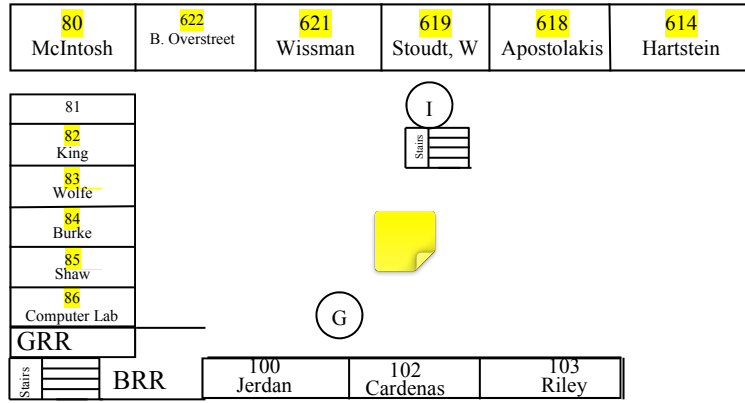 80
McIntosh
622
B. Overstreet
621
Wissman
619
Stoudt, W
618
Apostolakis
614
Hartstein
81
82
King
83
Wolfe
84
Burke
85
Shaw
86
Computer Lab
GRR
I
Stairs
G
Stairs
BRR
100
Jerdan
102
Cardenas
103
Riley